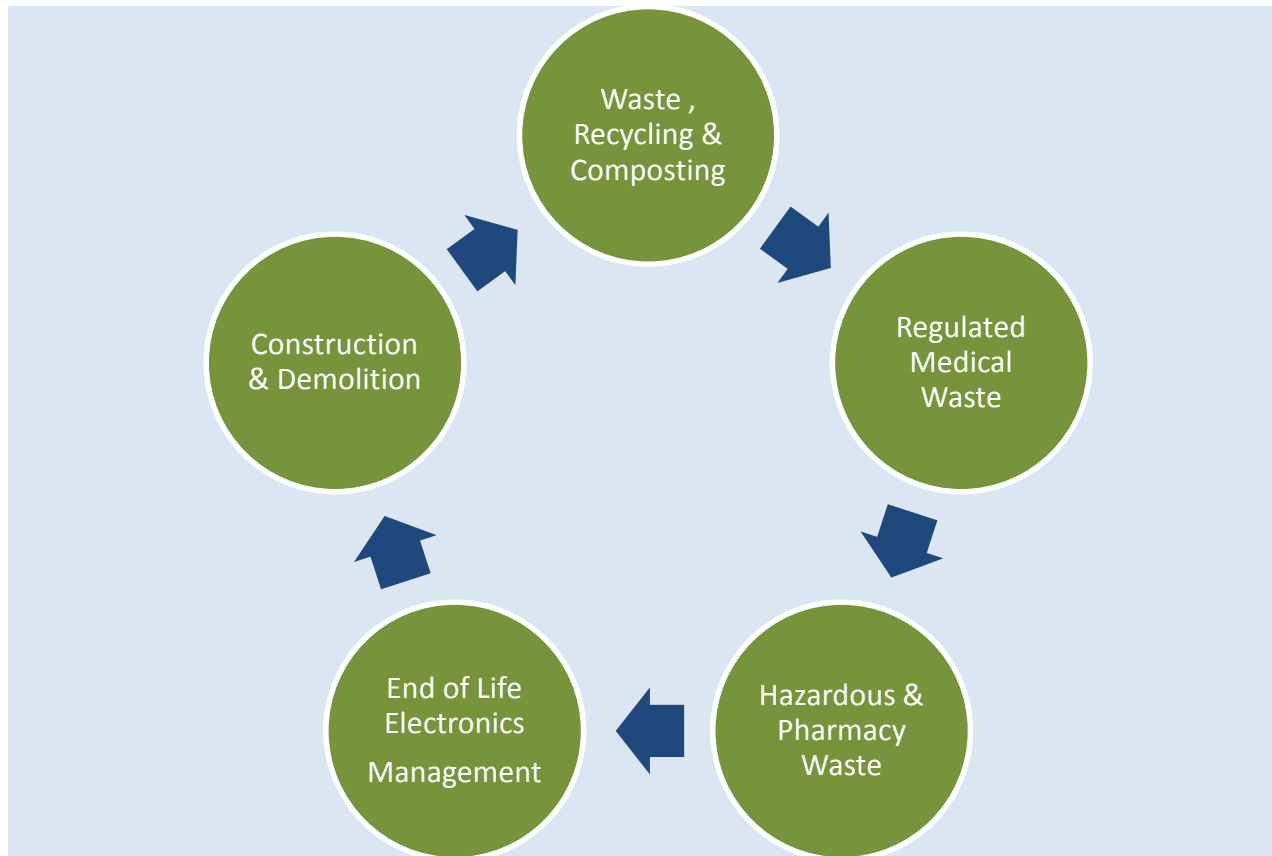 Waste ,
Recycling &
Composting
Regulated
Medical
Waste
Hazardous &
Pharmacy
Waste
End of Life
Electronics
Management
Construction
& Demolition